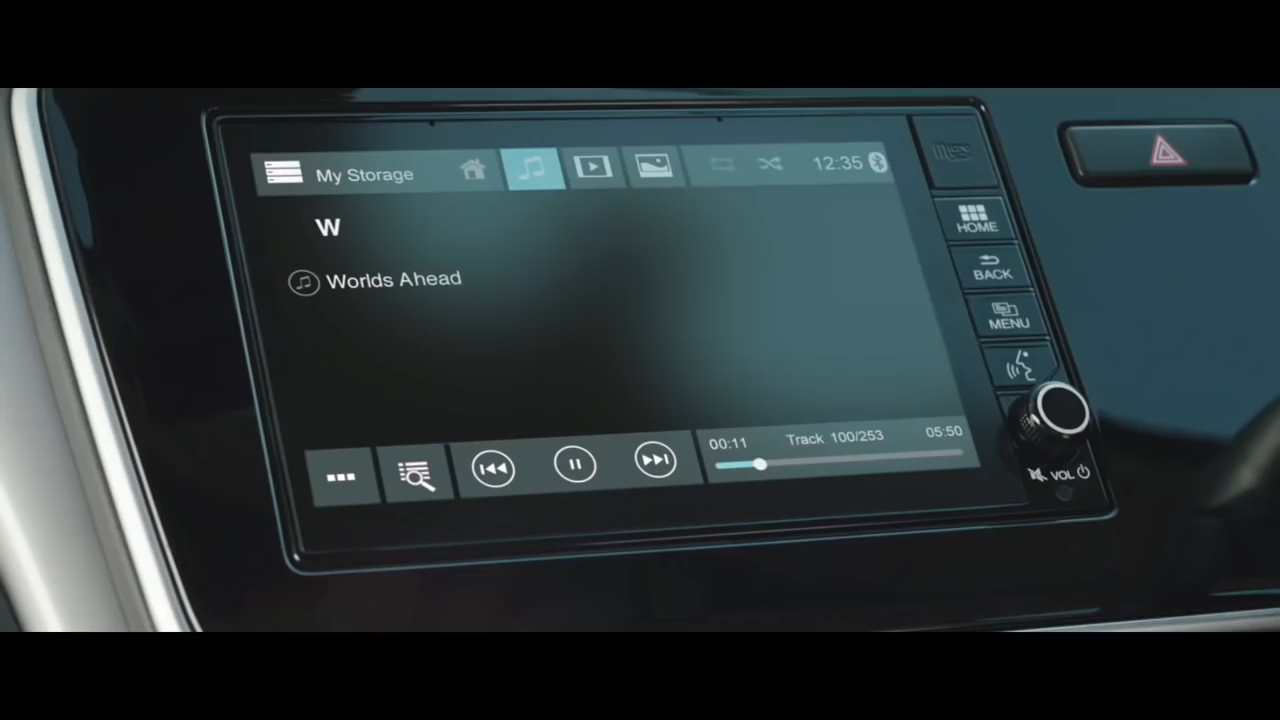 My Storage
12:35
W
Worlds Ahead
00:11
Track 100/253
05:50
HOME
BACK
MENU
VOL